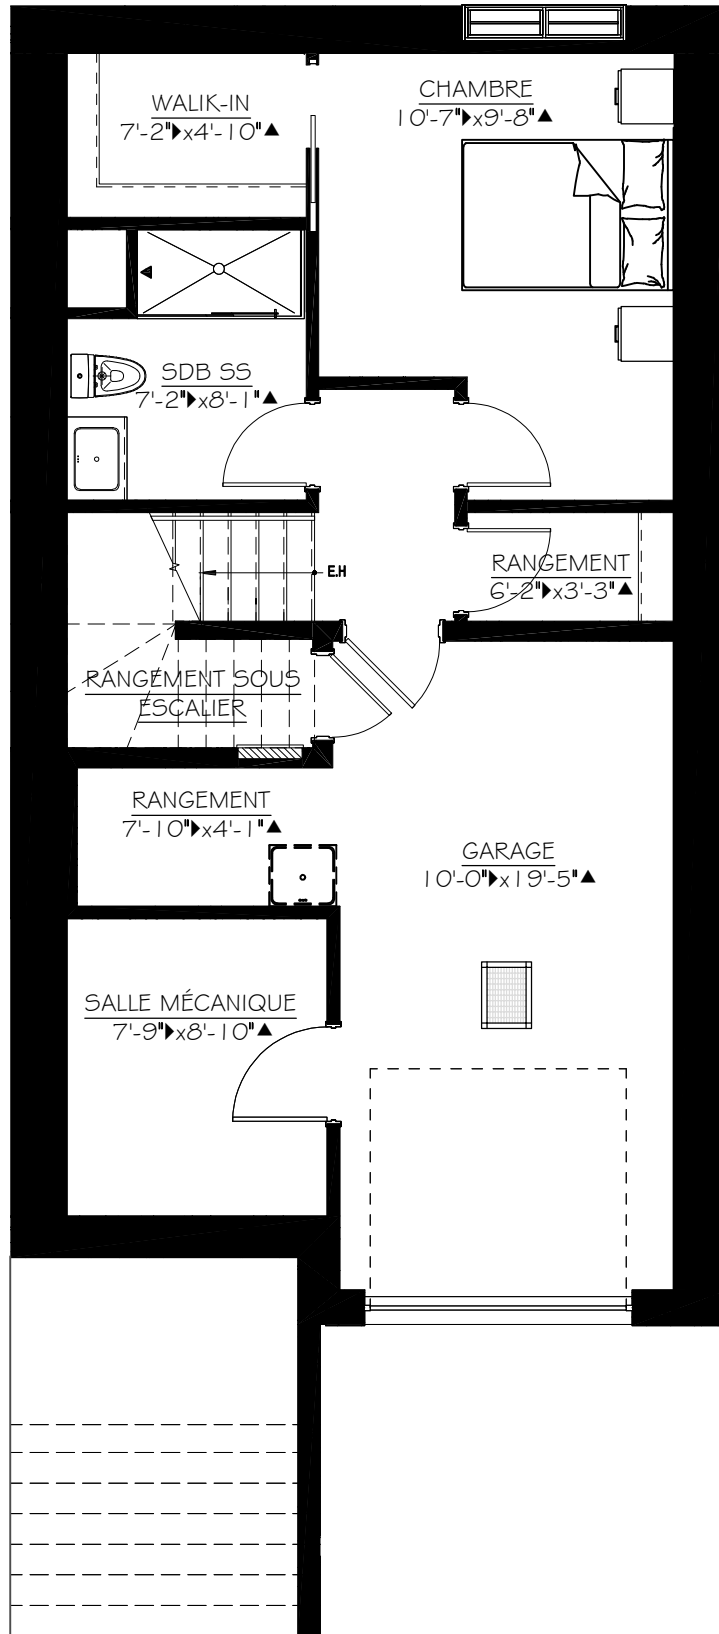 WALIK-IN
7'-2"▶x4'-10"▲
CHAMBRE
10'-7"▶x9'-8"▲
SDB SS
7'-2"▶x8'-1"▲
E.H
RANGEMENT
6'-2"▶x3'-3"▲
RANGEMENT SOUS
ESCALIER
RANGEMENT
7'-10"▶x4'-1"▲
GARAGE
10'-0"▶x19'-5"▲
SALLE MÉCANIQUE
7'-9"▶x8'-10"▲